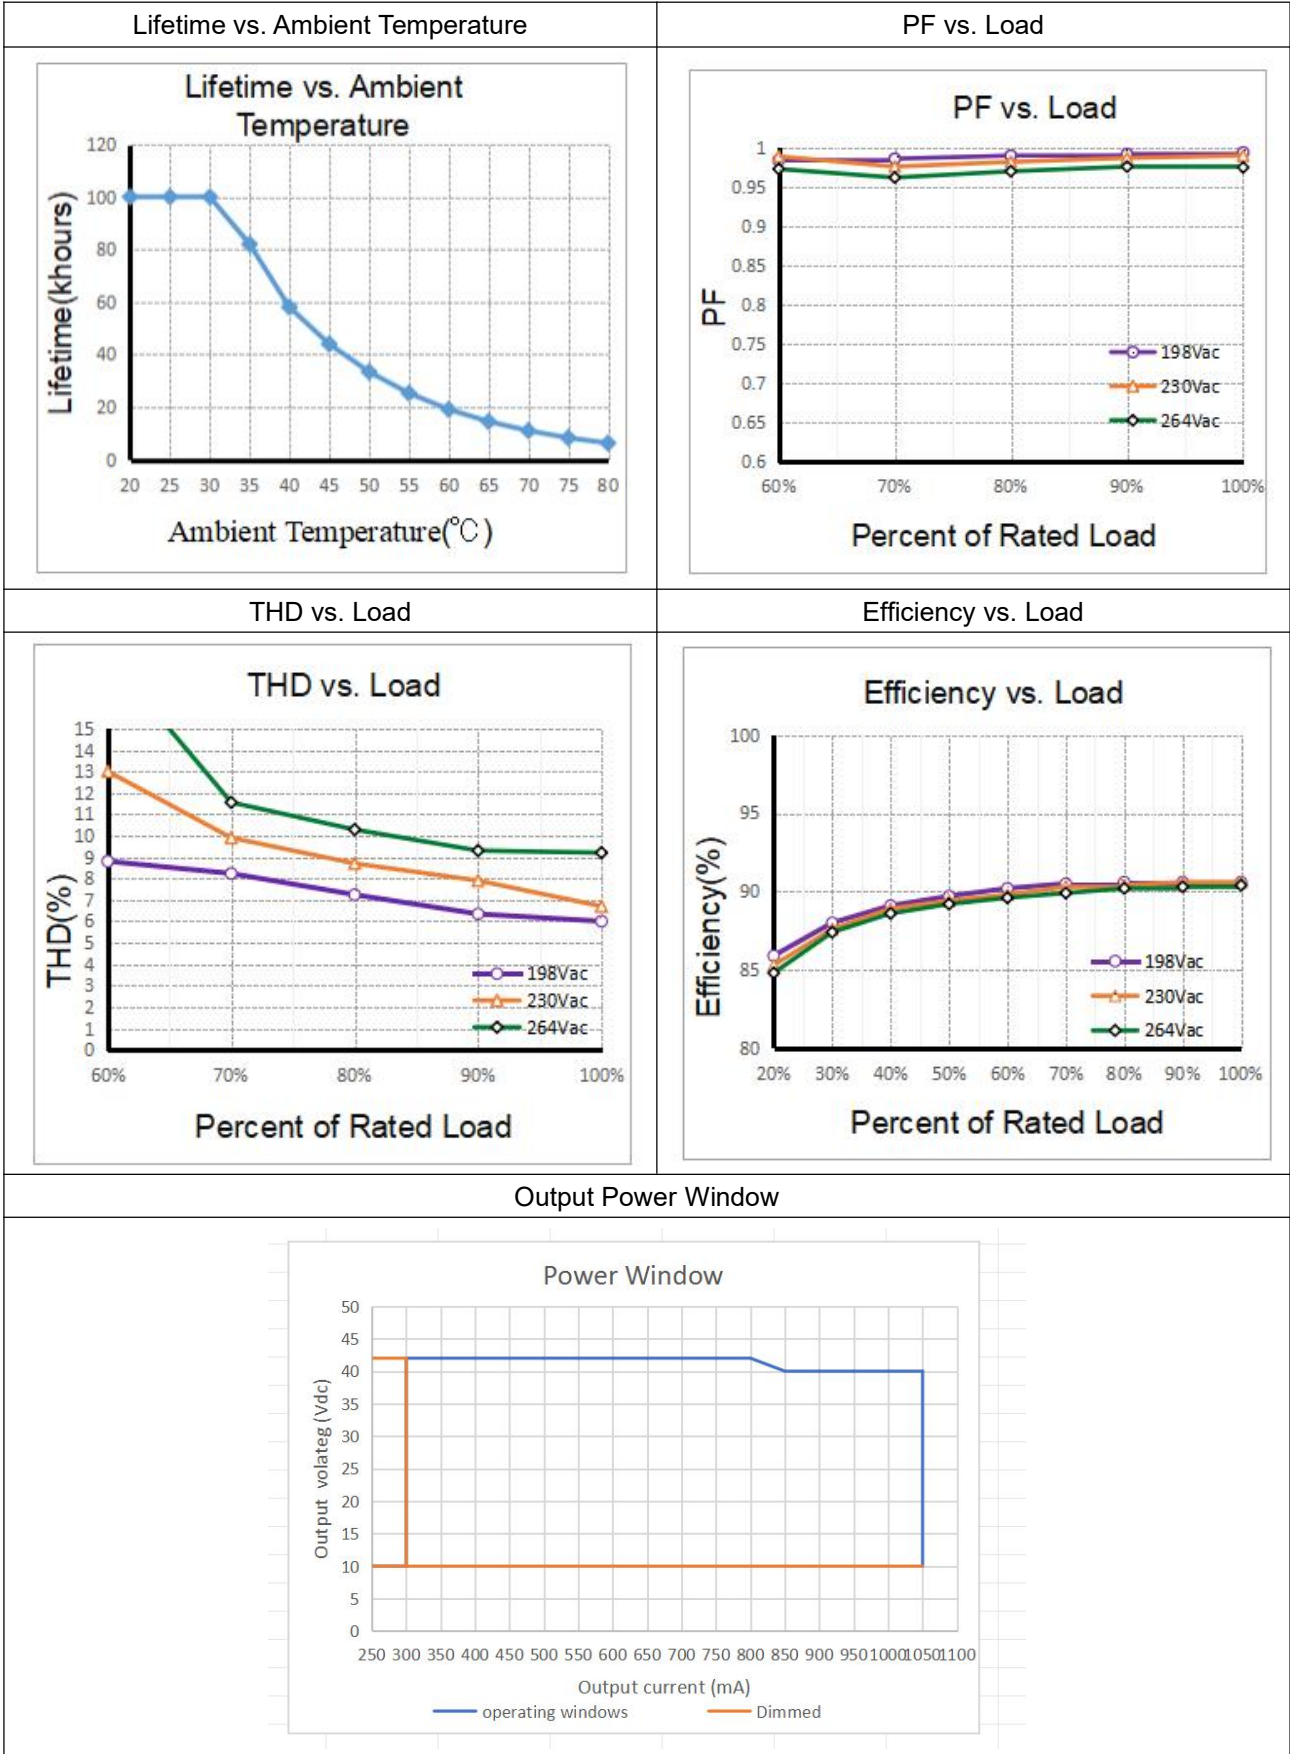 Lifetime vs. Ambient Temperature
PF vs. Load
Lifetime vs. Ambient
Temperature
120
100
80
60
40
20
0
Lifetime(khours)
20 25 30 35 40 45 50 55 60 65 70 75 80
Ambient Temperature(℃)
PF vs. Load
1
0.95
0.9
0.85
0.8
0.75
0.7
0.65
0.6
PF
198Vac
230Vac
264Vac
60% 70% 80% 90% 100%
Percent of Rated Load
THD vs. Load
Efficiency vs. Load
THD vs. Load
15
14
13
12
11
10
9
8
7
6
5
4
3
2
1
0
THD(%)
198Vac
230Vac
264Vac
60% 70% 80% 90% 100%
Percent of Rated Load
Efficiency vs. Load
100
95
90
85
80
Efficiency(%)
198Vac
230Vac
264Vac
20% 30% 40% 50% 60% 70% 80% 90% 100%
Percent of Rated Load
Output Power Window
Power Window
50
45
40
35
30
25
20
15
10
5
0
Output volateg (Vdc)
250 300 350 400 450 500 550 600 650 700 750 800 850 900 950 1000 1050 1100
Output current (mA)
operating windows
Dimmed